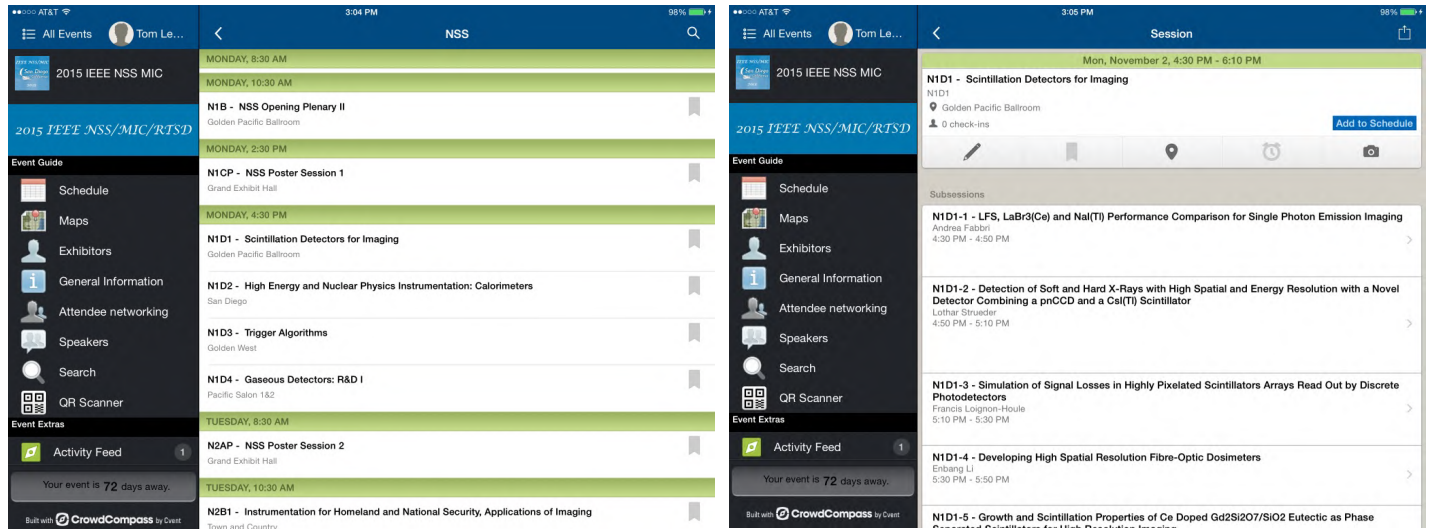 AT&T 3:04 PM 98%
All Events Tom Le... NSS
2015 IEEE NSS MIC
2015 IEEE NSS/MIC/RTSD
Event Guide
Schedule
Maps
Exhibitors
General Information
Attendee networking
Speakers
Search
QR Scanner
Event Extras
Activity Feed 1
Your event is 72 days away.
Built with CrowdCompass by Cvent
MONDAY, 8:30 AM
MONDAY, 10:30 AM
N1B - NSS Opening Plenary II
Golden Pacific Ballroom
MONDAY, 2:30 PM
N1CP - NSS Poster Session 1
Grand Exhibit Hall
MONDAY, 4:30 PM
N1D1 - Scintillation Detectors for Imaging
Golden Pacific Ballroom
N1D2 - High Energy and Nuclear Physics Instrumentation: Calorimeters
San Diego
N1D3 - Trigger Algorithms
Golden West
N1D4 - Gaseous Detectors: R&D I
Pacific Salon 1&2
TUESDAY, 8:30 AM
N2AP - NSS Poster Session 2
Grand Exhibit Hall
TUESDAY, 10:30 AM
N2B1 - Instrumentation for Homeland and National Security, Applications of Imaging
Town and Country
AT&T 3:05 PM 98%
All Events Tom Le... Session
2015 IEEE NSS MIC
2015 IEEE NSS/MIC/RTSD
Event Guide
Schedule
Maps
Exhibitors
General Information
Attendee networking
Speakers
Search
QR Scanner
Event Extras
Activity Feed 1
Your event is 72 days away.
Built with CrowdCompass by Cvent
Mon, November 2, 4:30 PM - 6:10 PM
N1D1 - Scintillation Detectors for Imaging
N1D1
Golden Pacific Ballroom
0 check-ins
Add to Schedule
Subsessions
N1D1-1 - LFS, LaBr3(Ce) and NaI(Tl) Performance Comparison for Single Photon Emission Imaging
Andrea Fabbri
4:30 PM - 4:50 PM
N1D1-2 - Detection of Soft and Hard X-Rays with High Spatial and Energy Resolution with a Novel
Detector Combining a pnCCD and a CsI(Tl) Scintillator
Lothar Strueder
4:50 PM - 5:10 PM
N1D1-3 - Simulation of Signal Losses in Highly Pixelated Scintillators Arrays Read Out by Discrete
Photodetectors
Francis Loignon-Houle
5:10 PM - 5:30 PM
N1D1-4 - Developing High Spatial Resolution Fibre-Optic Dosimeters
Enbang Li
5:30 PM - 5:50 PM
N1D1-5 - Growth and Scintillation Properties of Ce Doped Gd2Si2O7/SiO2 Eutectic as Phase
Separated Scintillators for High Resolution Imaging